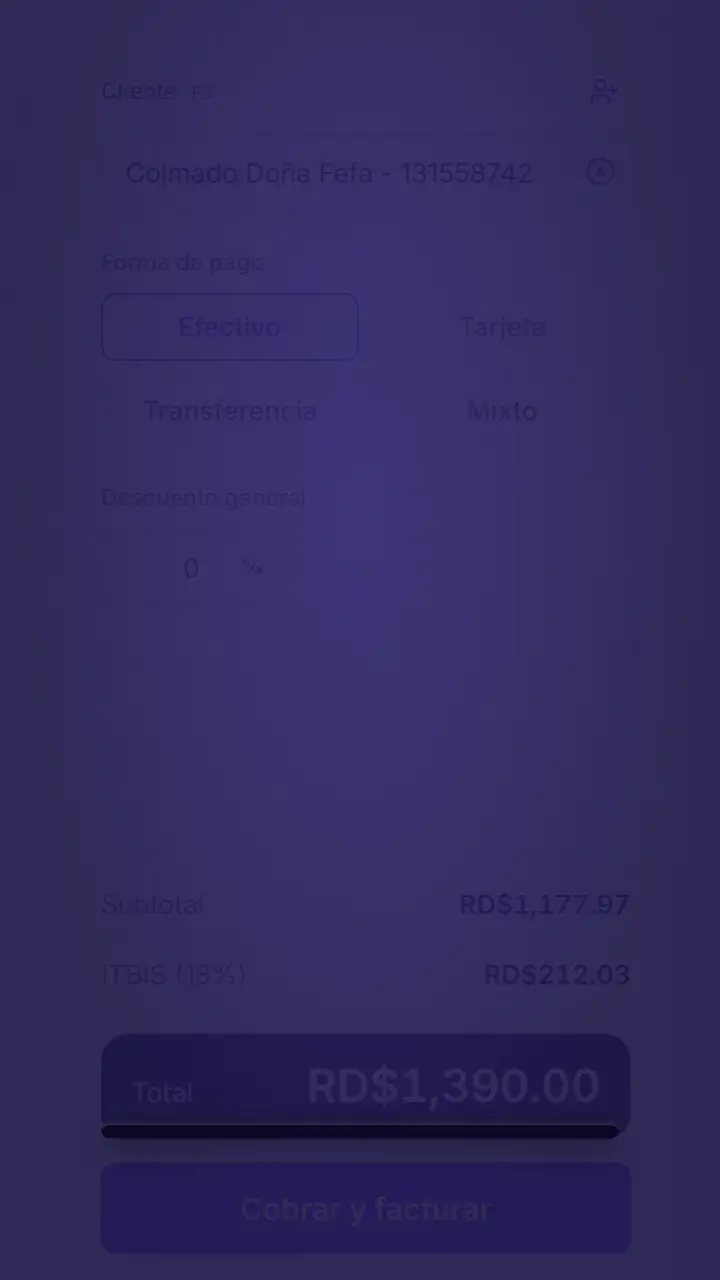 Cliente F3
Colmado Doña Fefa - 131558742
Forma de pago
Efectivo
Tarjeta
Transferencia
Mixto
Descuento general
0 %
Subtotal RD$1,177.97
ITBIS (18%) RD$212.03
Total RD$1,390.00
Cobrar y facturar